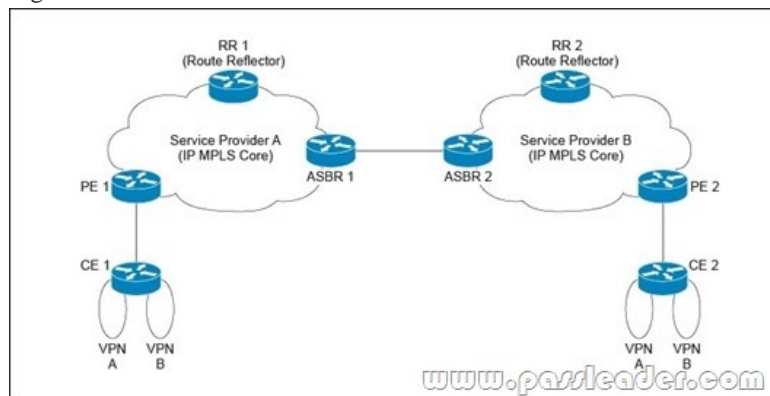 RR 1
(Route Reflector)
RR 2
(Route Reflector)
Service Provider A
(IP MPLS Core)
Service Provider B
(IP MPLS Core)
ASBR 1
ASBR 2
PE 1
PE 2
CE 1
CE 2
VPN
A
VPN
B
VPN
A
VPN
B
www.passleader.com